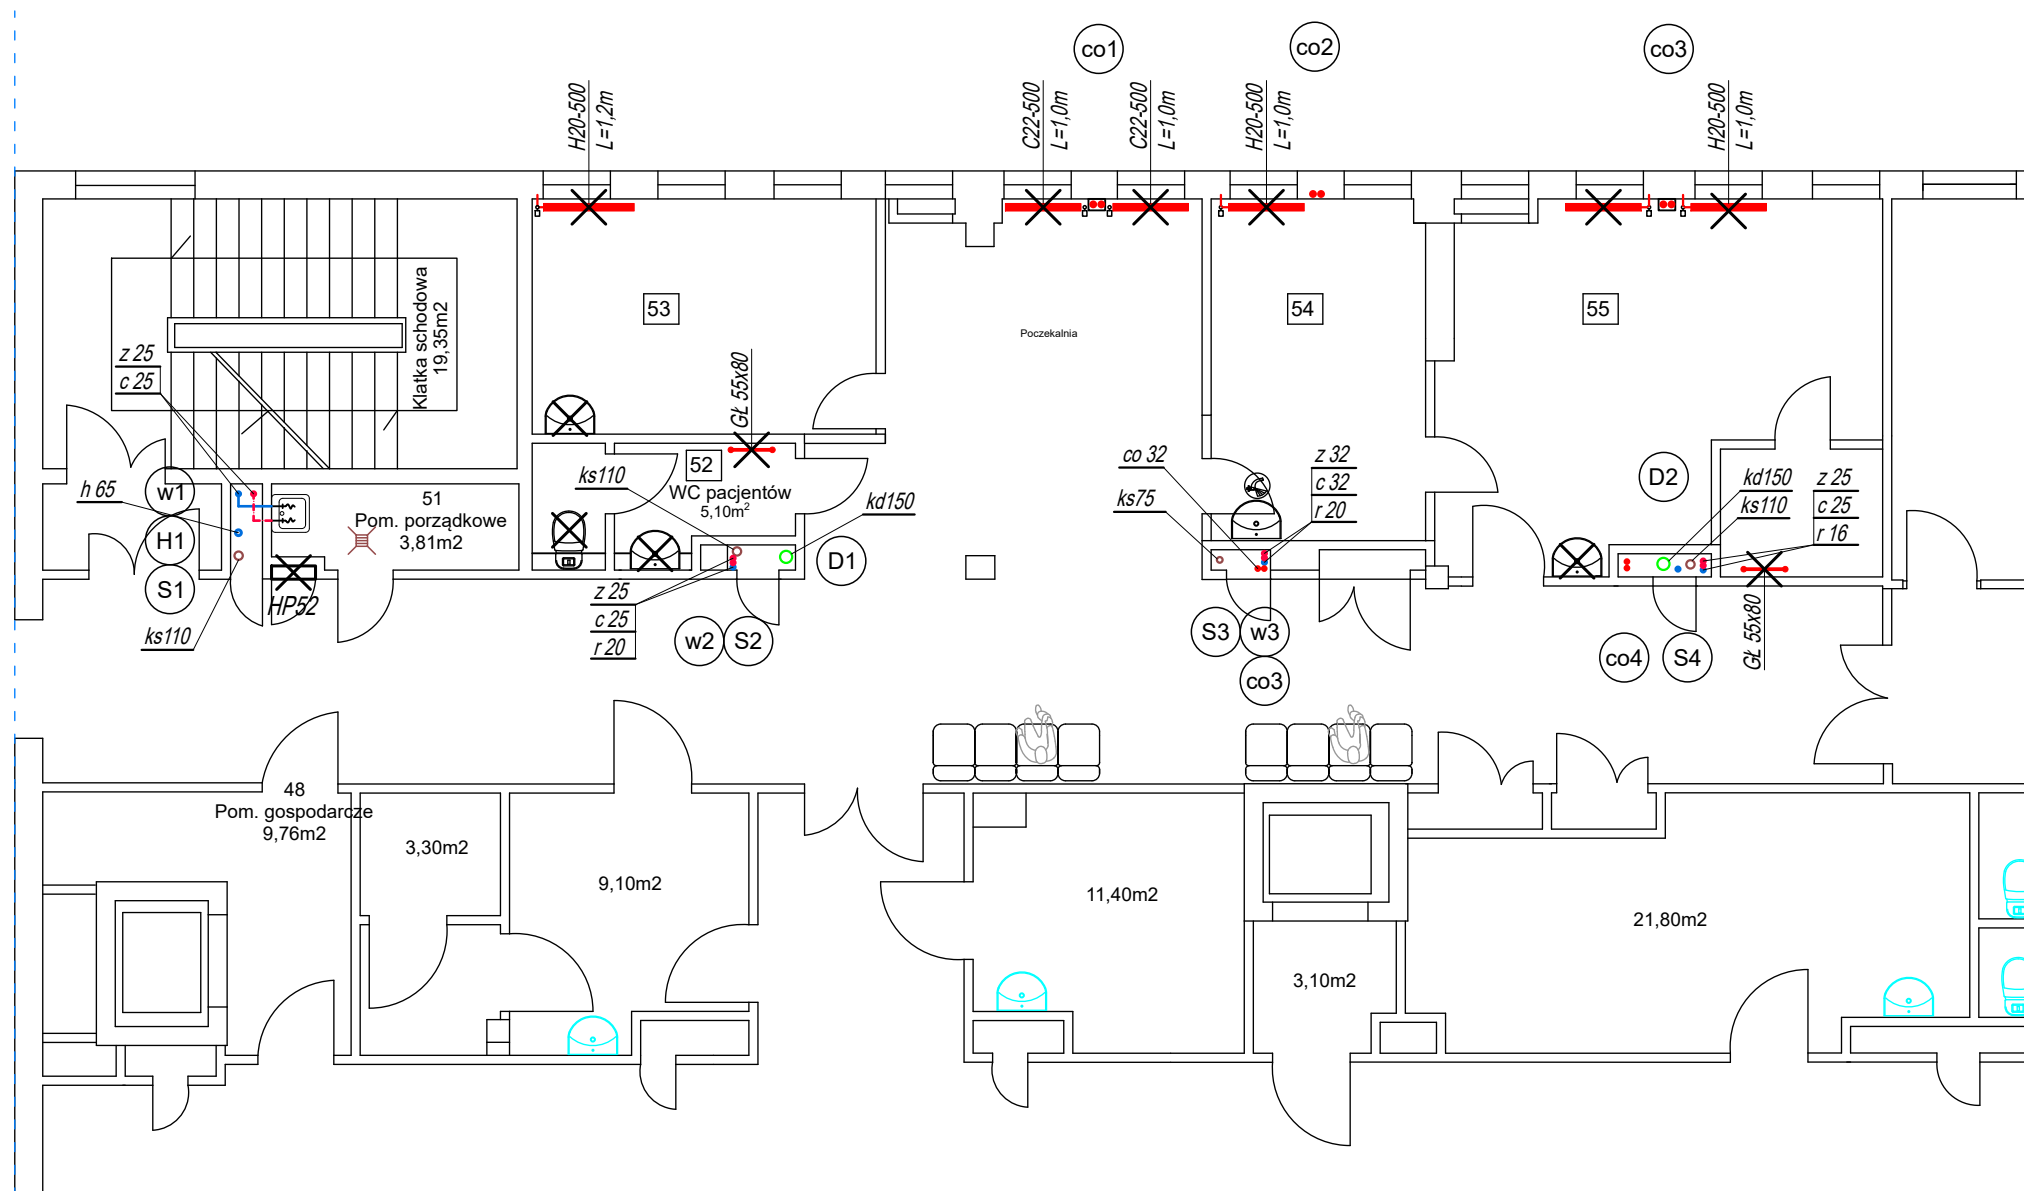 co1
co2
co3
H20-500
L=1,2m
C22-500
L=1,0m
C22-500
L=1,0m
H20-500
L=1,0m
H20-500
L=1,0m
Klatka schodowa
19,35m2
53
Poczekalnia
54
55
z 25
c 25
GŁ 55x80
52
WC pacjentów
5,10m²
ks110
kd150
D1
w1
H1
S1
h 65
51
Pom. porządkowe
3,81m2
HP52
ks110
z 25
c 25
r 20
w2
S2
co 32
ks75
z 32
c 32
r 20
S3
w3
co3
D2
kd150
ks110
z 25
c 25
r 16
GŁ 55x80
co4
S4
48
Pom. gospodarcze
9,76m2
3,30m2
9,10m2
11,40m2
3,10m2
21,80m2